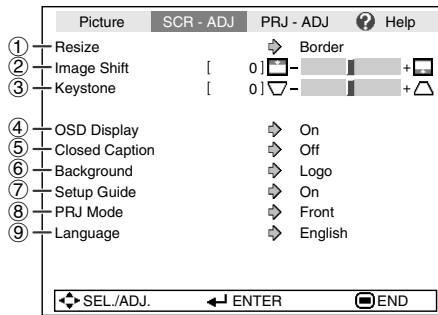 Picture SCR - ADJ PRJ - ADJ ? Help
① Resize Border
② Image Shift [ 0 ] − +
③ Keystone [ 0 ] − +
④ OSD Display On
⑤ Closed Caption Off
⑥ Background Logo
⑦ Setup Guide On
⑧ PRJ Mode Front
⑨ Language English
SEL./ADJ. ENTER END